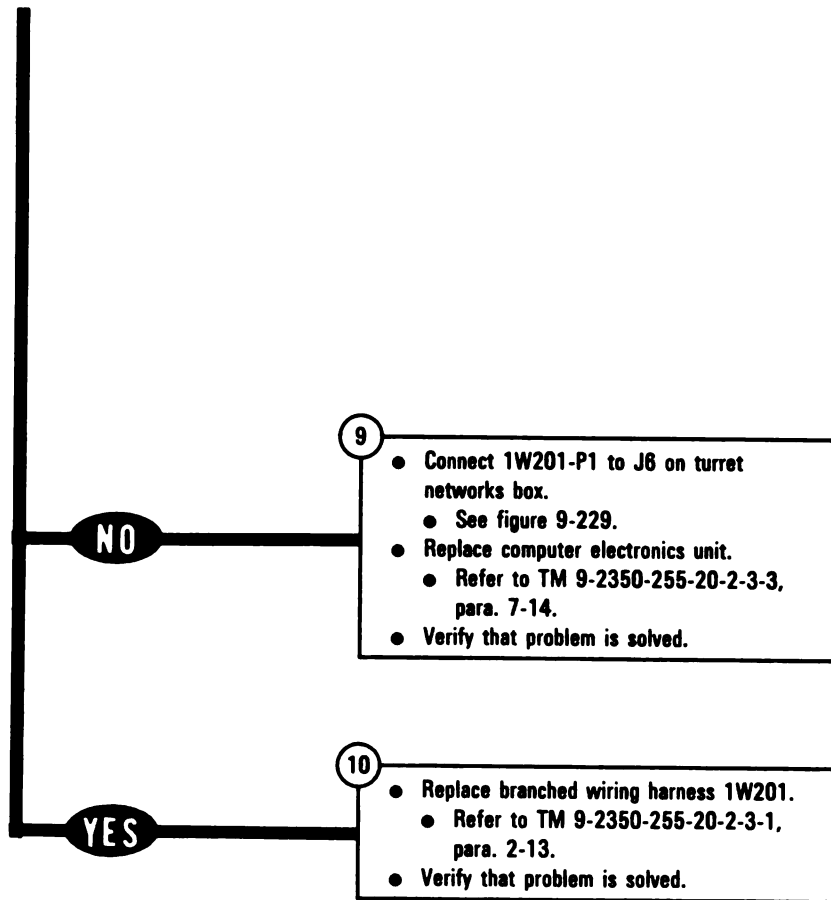 9
● Connect 1W201-P1 to J6 on turret
networks box.
● See figure 9-229.
● Replace computer electronics unit.
● Refer to TM 9-2350-255-20-2-3-3,
para. 7-14.
● Verify that problem is solved.
NO
10
● Replace branched wiring harness 1W201.
● Refer to TM 9-2350-255-20-2-3-1,
para. 2-13.
● Verify that problem is solved.
YES